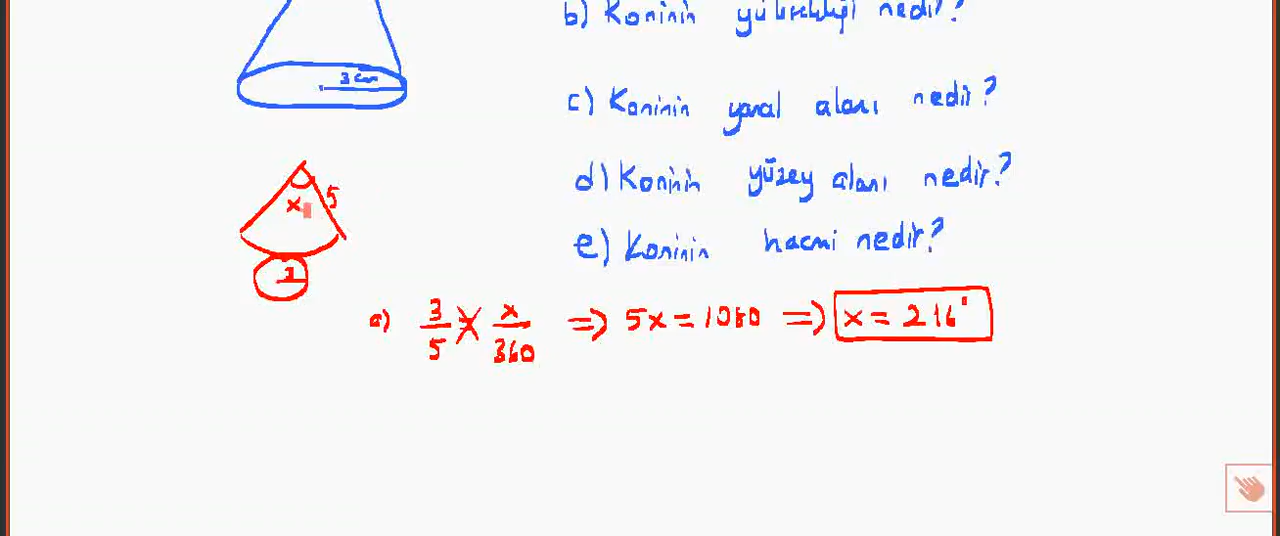 b) Koninin yüksekliği nedir?
3 cm
c) Koninin yanal alanı nedir?
d) Koninin yüzey alanı nedir?
x 5
e) Koninin hacmi nedir?
3
a) 3/5 = x/360 ⇒ 5x = 1080 ⇒ x = 216°